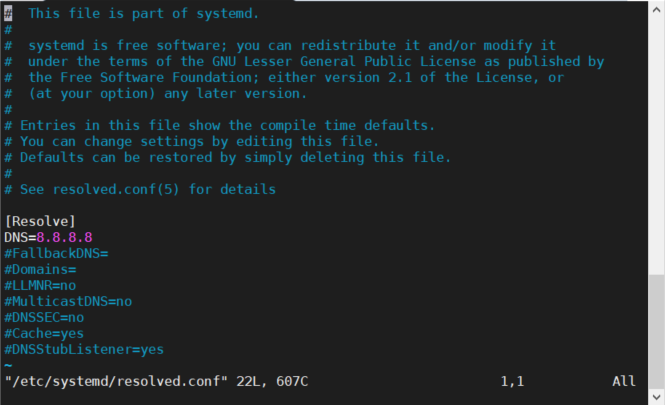 #  This file is part of systemd.
#
#  systemd is free software; you can redistribute it and/or modify it
#  under the terms of the GNU Lesser General Public License as published by
#  the Free Software Foundation; either version 2.1 of the License, or
#  (at your option) any later version.
#
# Entries in this file show the compile time defaults.
# You can change settings by editing this file.
# Defaults can be restored by simply deleting this file.
#
# See resolved.conf(5) for details

[Resolve]
DNS=8.8.8.8
#FallbackDNS=
#Domains=
#LLMNR=no
#MulticastDNS=no
#DNSSEC=no
#Cache=yes
#DNSStubListener=yes
~
"/etc/systemd/resolved.conf" 22L, 607C 1,1 All